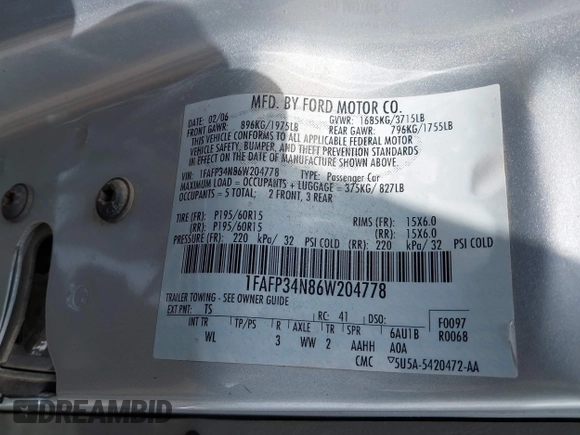 MFD. BY FORD MOTOR CO.
DATE: 02/06 GVWR: 1685KG/3715LB
FRONT GAWR: 896KG/1975LB REAR GAWR: 796KG/1755LB
THIS VEHICLE CONFORMS TO ALL APPLICABLE FEDERAL MOTOR
VEHICLE SAFETY, BUMPER, AND THEFT PREVENTION STANDARDS
IN EFFECT ON THE DATE OF MANUFACTURE SHOWN ABOVE.
VIN: 1FAFP34N86W204778 TYPE: Passenger Car
MAXIMUM LOAD = OCCUPANTS + LUGGAGE = 375KG/ 827LB
OCCUPANTS = 5 TOTAL: 2 FRONT, 3 REAR
TIRE (FR): P195/60R15 RIMS (FR): 15X6.0
(RR): P195/60R15 (RR): 15X6.0
PRESSURE (FR): 220 kPa/ 32 PSI COLD (RR): 220 kPa/ 32 PSI COLD
1FAFP34N86W204778
TRAILER TOWING - SEE OWNER GUIDE
EXT PNT: TS RC: 41 DSO: F0097
INT TR TP/PS R AXLE TR SPR 6AU1B R0068
WL 3 WW 2 AAHH AOA
CMC ▽5U5A-5420472-AA
DREAMBID